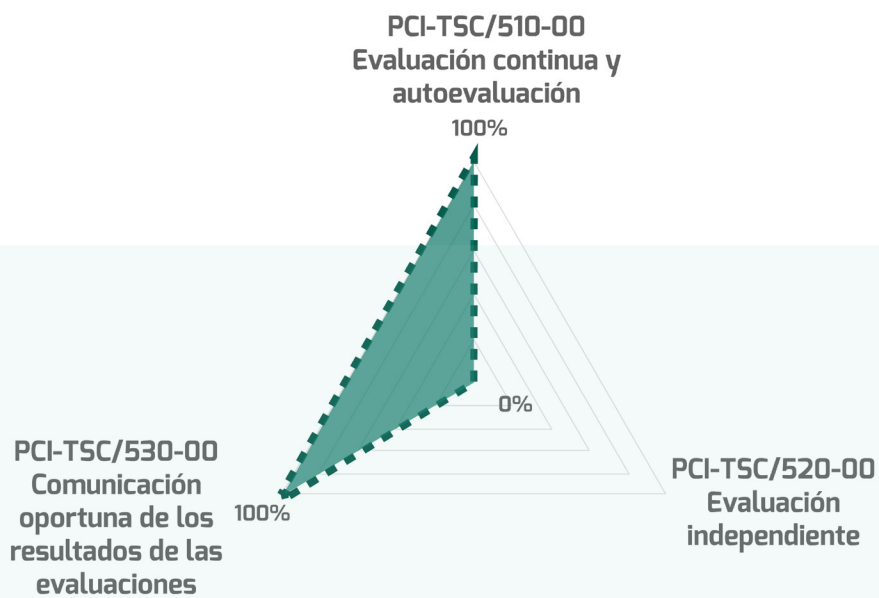 PCI-TSC/510-00
Evaluación continua y
autoevaluación
100%
0%
PCI-TSC/530-00
Comunicación
oportuna de los
resultados de las
evaluaciones
100%
PCI-TSC/520-00
Evaluación
independiente